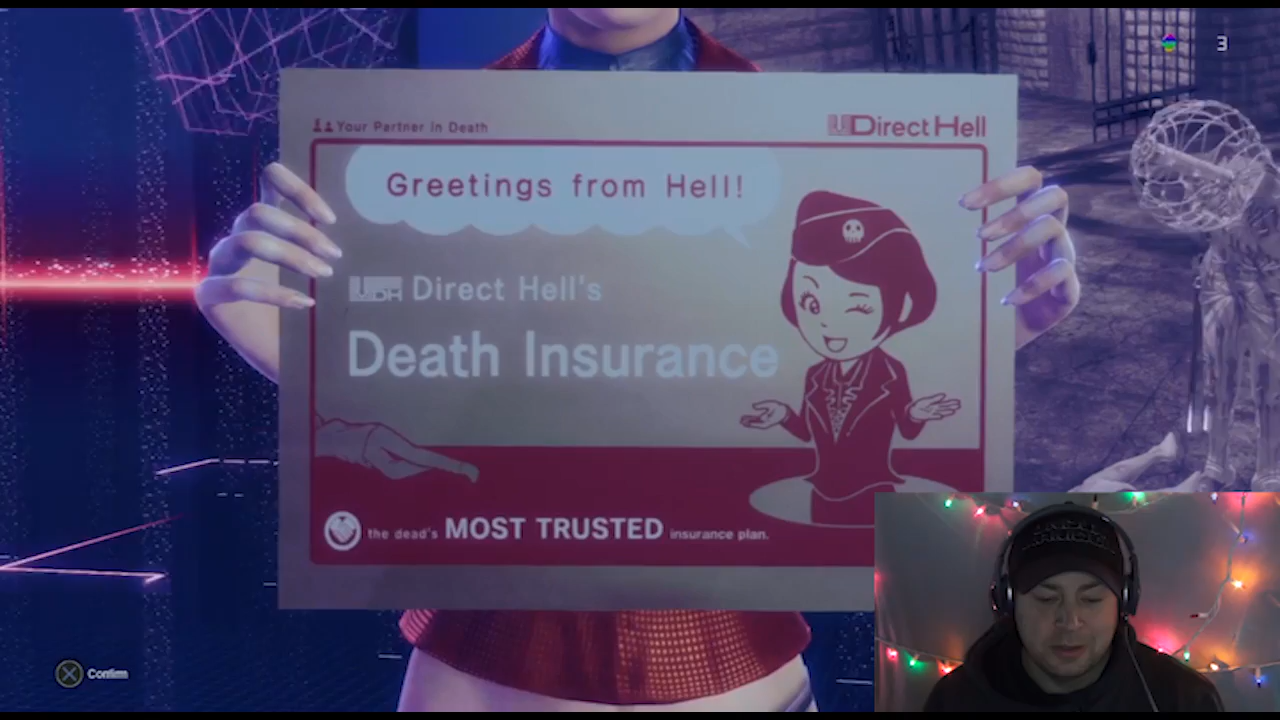 3
Your Partner in Death
Direct Hell
Greetings from Hell!
Direct Hell's
Death Insurance
the dead's MOST TRUSTED insurance plan.
Confirm